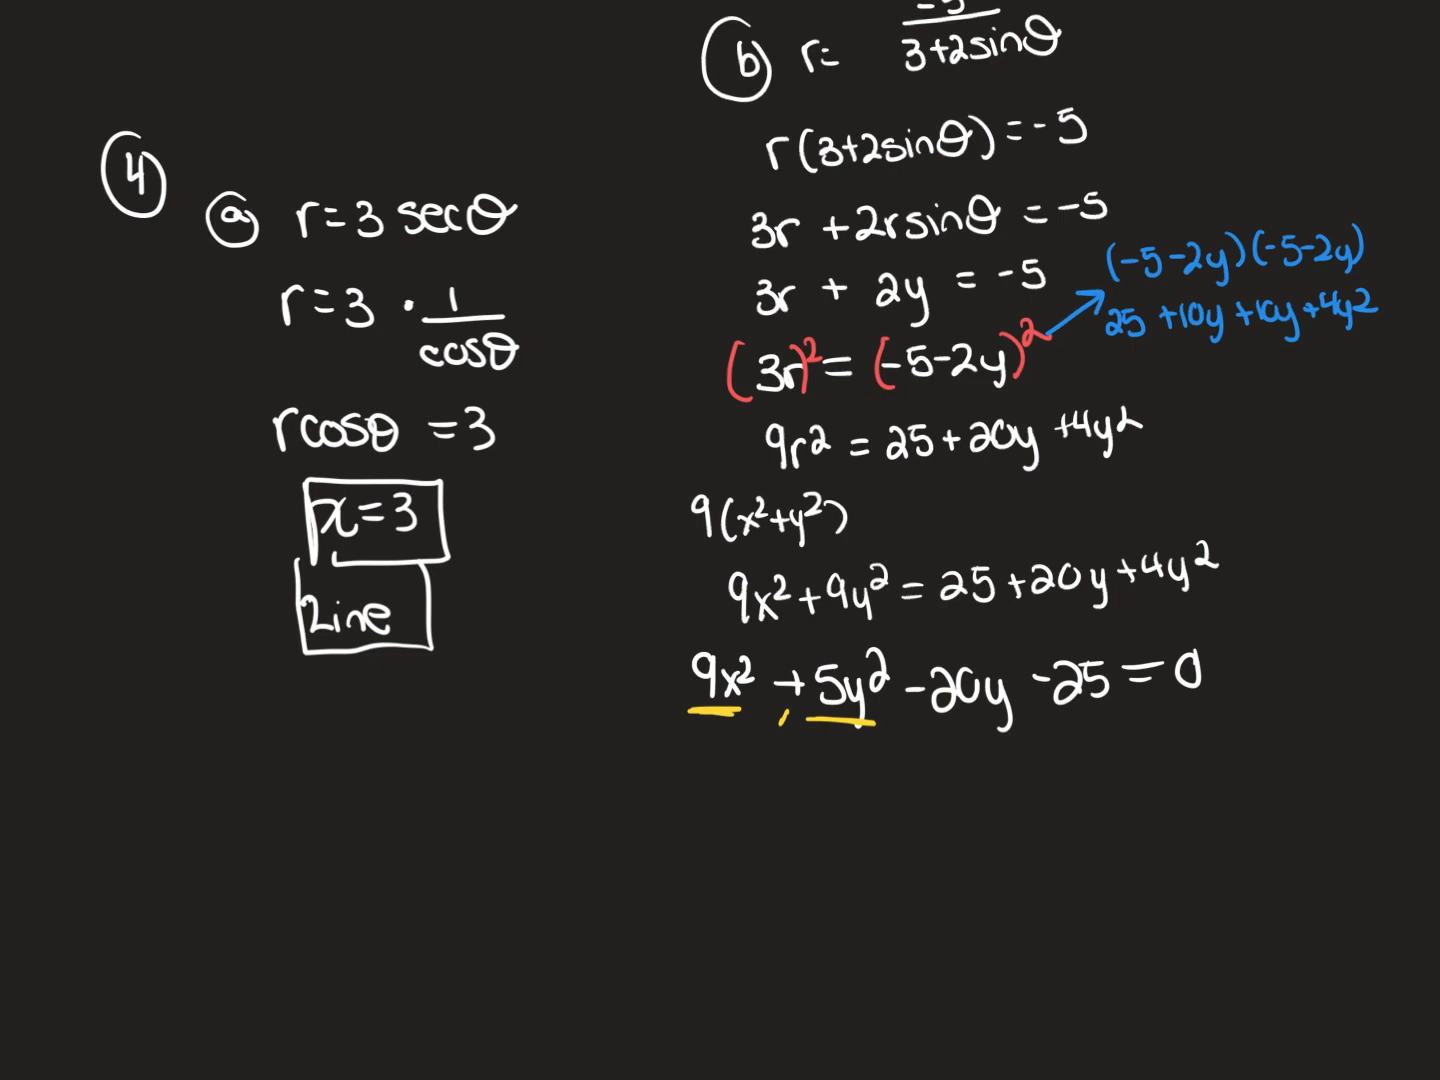 4
a r=3 secθ
r=3 · 1/cosθ
rcosθ =3
x=3
Line
b r= -5/3+2sinθ
r(3+2sinθ)=-5
3r +2rsinθ =-5
3r + 2y = -5
(3r)²= (-5-2y)²
(-5-2y)(-5-2y)
25 +10y +10y+4y2
9r2 = 25+20y +4y2
9(x²+y²)
9x²+9y² = 25+20y+4y²
9x² +5y² -20y -25=0